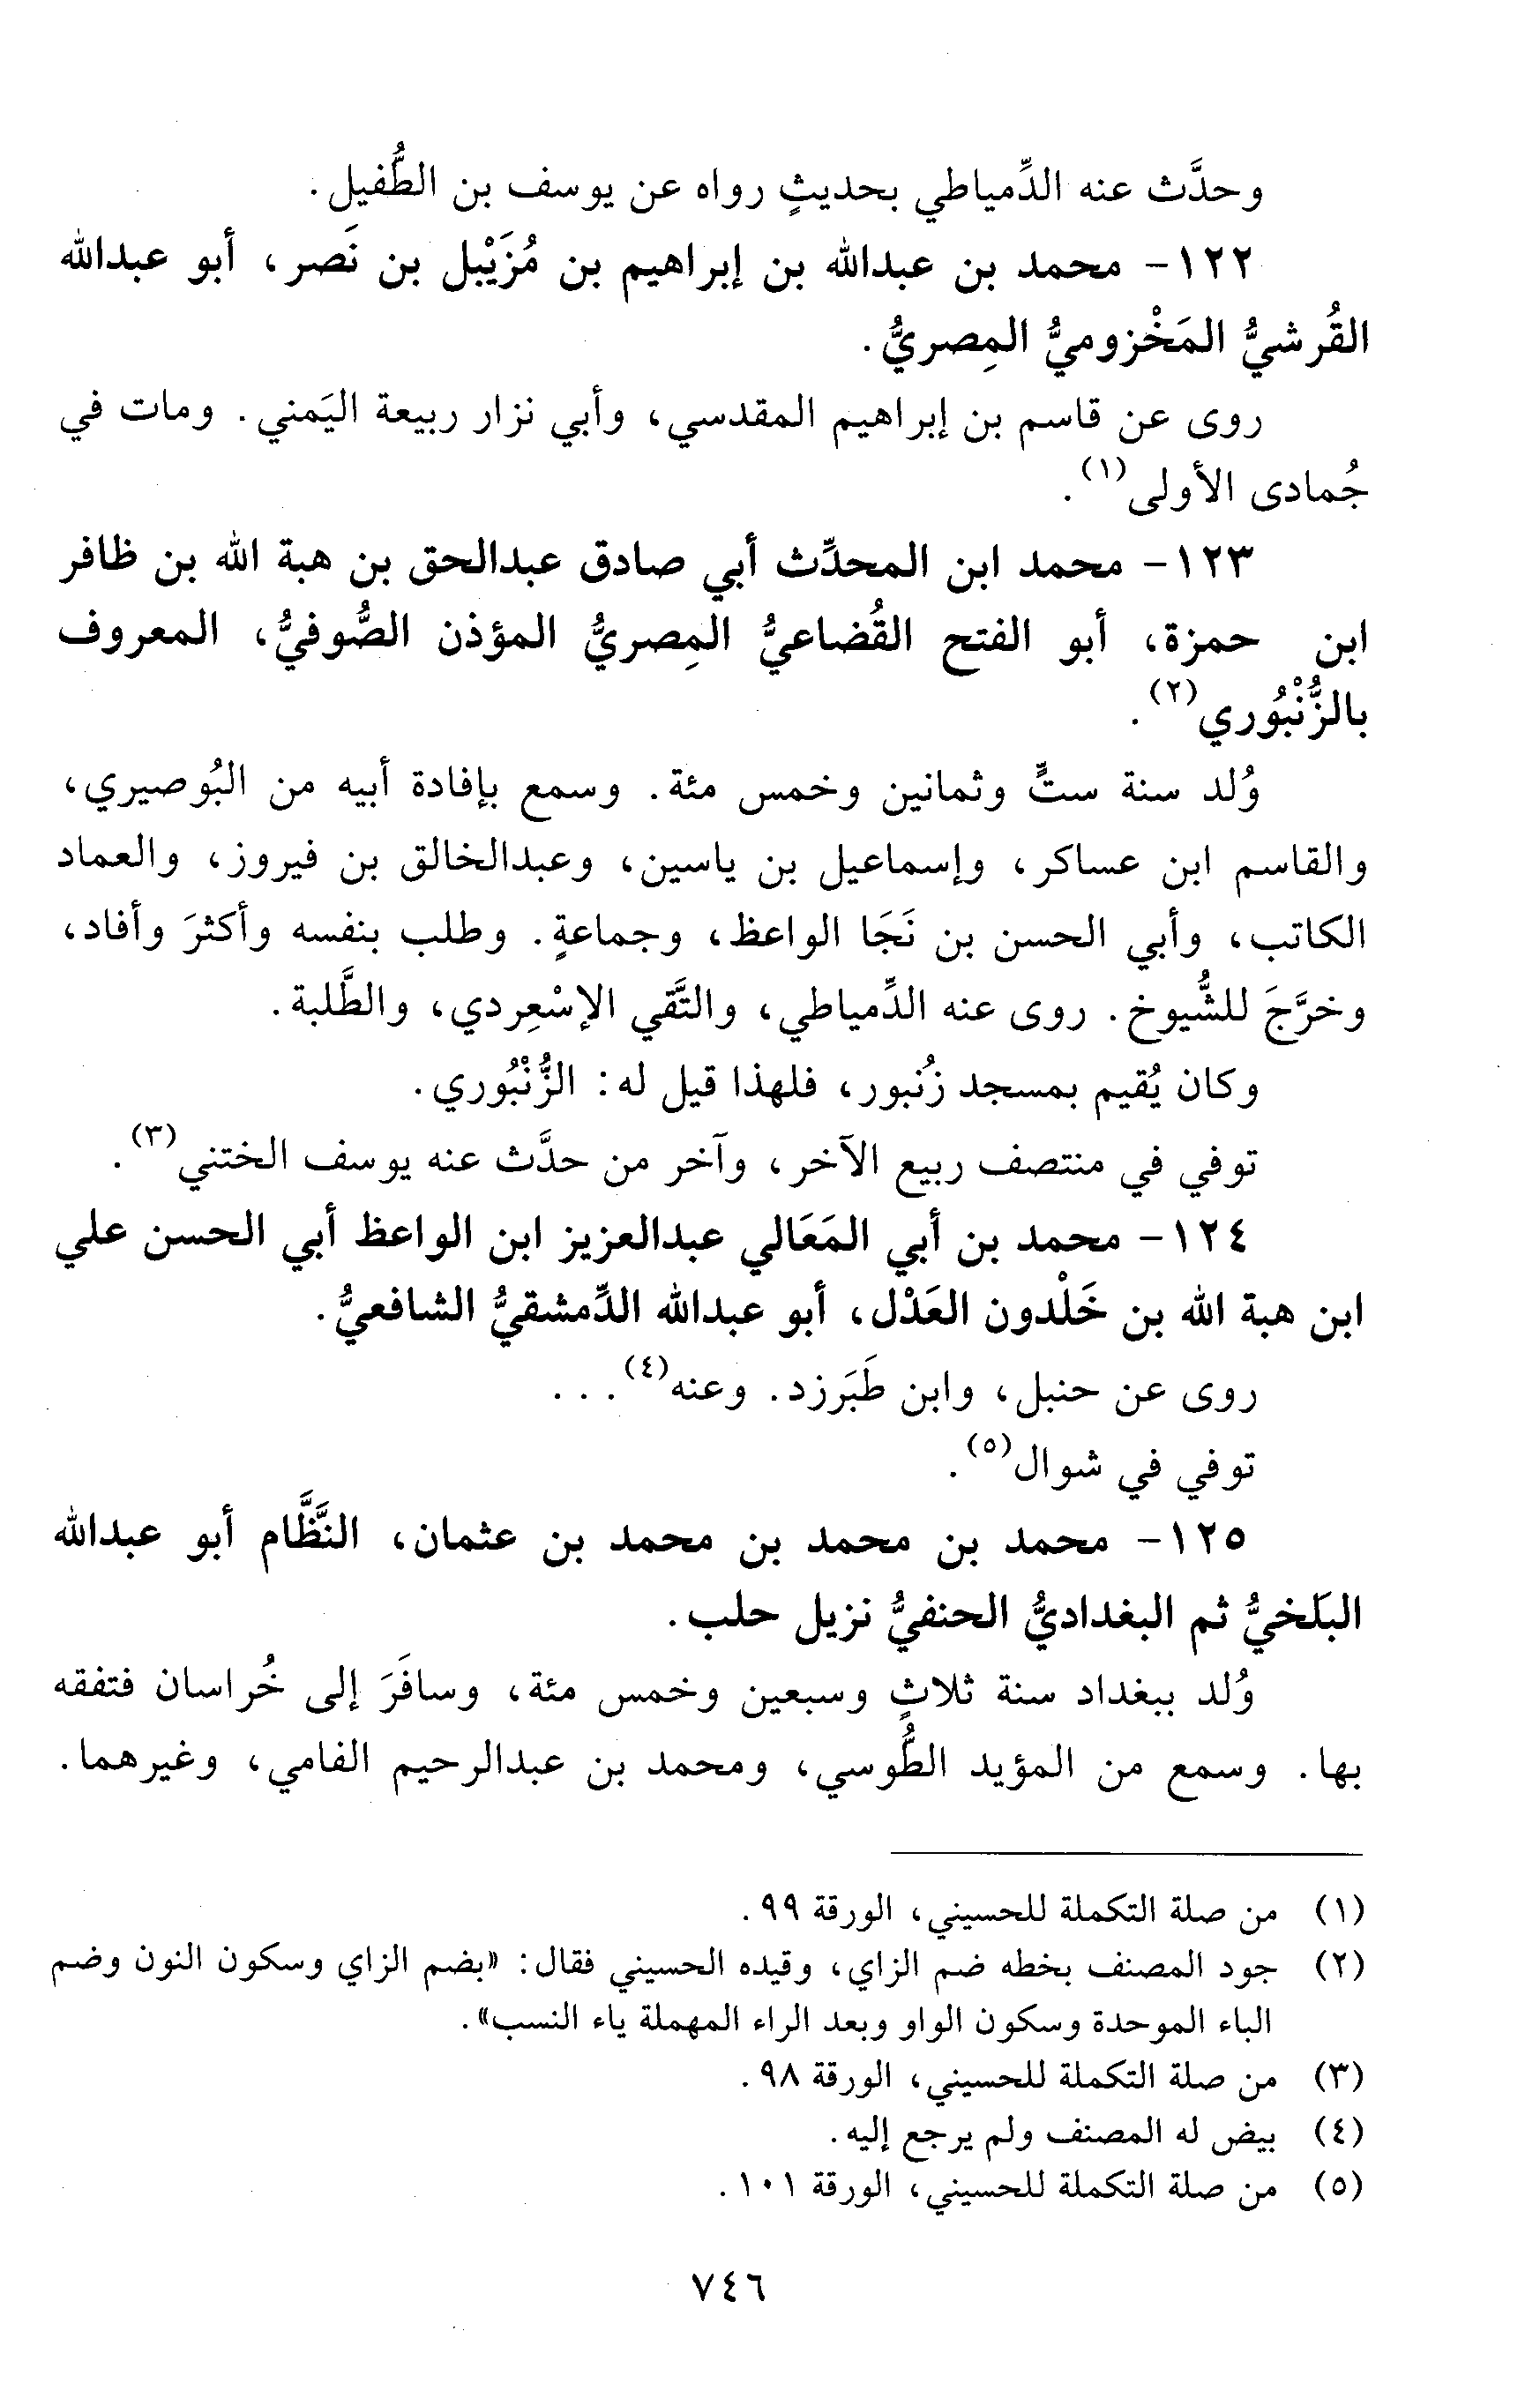 وحدَّث عنه الدِّمياطي بحديثٍ رواه عن يوسف بن الطُّفيل.
١٢٢- محمد بن عبدالله بن إبراهيم بن مُزَيْبل بن نَصر، أبو عبدالله
القُرشيُّ المَخْزوميُّ المِصريُّ.
روى عن قاسم بن إبراهيم المقدسي، وأبي نزار ربيعة اليَمني. ومات في
جُمادى الأولى(١).
١٢٣- محمد ابن المحدِّث أبي صادق عبدالحق بن هبة الله بن ظافر
ابن حمزة، أبو الفتح القُضاعيُّ المِصريُّ المؤذن الصُّوفيُّ، المعروف
بالزُّنْبُوري(٢).
وُلد سنة ستٍّ وثمانين وخمس مئة. وسمع بإفادة أبيه من البُوصيري،
والقاسم ابن عساكر، وإسماعيل بن ياسين، وعبدالخالق بن فيروز، والعماد
الكاتب، وأبي الحسن بن نَجَا الواعظ، وجماعةٍ. وطلب بنفسه وأكثرَ وأفاد،
وخرَّجَ للشُّيوخ. روى عنه الدِّمياطي، والتَّقي الإسْعِردي، والطَّلبة.
وكان يُقيم بمسجد زُنبور، فلهذا قيل له: الزُّنْبُوري.
توفي في منتصف ربيع الآخر، وآخر من حدَّث عنه يوسف الختني(٣).
١٢٤- محمد بن أبي المَعَالي عبدالعزيز ابن الواعظ أبي الحسن علي
ابن هبة الله بن خَلْدون العَدْل، أبو عبدالله الدِّمشقيُّ الشافعيُّ.
روى عن حنبل، وابن طَبَرزد. وعنه(٤)...
توفي في شوال(٥).
١٢٥- محمد بن محمد بن محمد بن عثمان، النَّظَّام أبو عبدالله
البَلخيُّ ثم البغداديُّ الحنفيُّ نزيل حلب.
وُلد ببغداد سنة ثلاثٍ وسبعين وخمس مئة، وسافَرَ إلى خُراسان فتفقه
بها. وسمع من المؤيد الطُّوسي، ومحمد بن عبدالرحيم الفامي، وغيرهما.
(١) من صلة التكملة للحسيني، الورقة ٩٩.
(٢) جود المصنف بخطه ضم الزاي، وقيده الحسيني فقال: «بضم الزاي وسكون النون وضم
الباء الموحدة وسكون الواو وبعد الراء المهملة ياء النسب».
(٣) من صلة التكملة للحسيني، الورقة ٩٨.
(٤) بيض له المصنف ولم يرجع إليه.
(٥) من صلة التكملة للحسيني، الورقة ١٠١.
٧٤٦